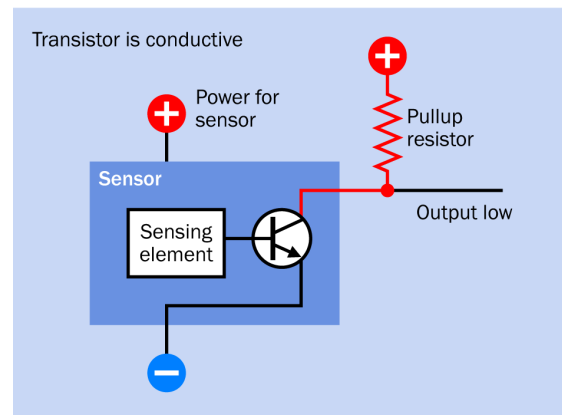 Transistor is conductive
Power for
sensor
Pullup
resistor
Sensor
Output low
Sensing
element